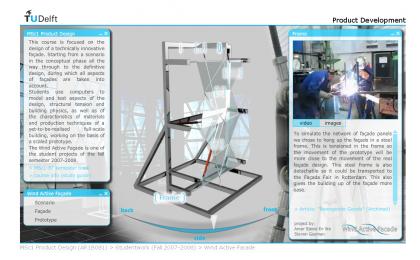 TUDelft
Product Development
MSc1 Product Design
This course is focused on the
design of a technically innovative
façade. Starting from a scenario
in the conceptual phase all the
way through to the definitive
design, during which all aspects
of façades are taken into
account.
Students use computers to
model and test aspects of the
design, structural tension and
building physics, as well as
the characteristics of materials
and production techniques of a
yet-to-be-realised full-scale
building, working on the basis of
a scaled prototype.
The Wind Active Façade is one of
the student projects of the fall
semester 2007-2008.
Wind Active Façade
Scenario
Façade
Prototype
[ Frame ]
back
front
side
Frame
video images
To simulate the network of façade panels
we chose to hang up the façade in a steel
frame. This is tensioned in the frame so
the movement of the prototype will be
more close to the movement of the real
façade design. This steel frame is also
detachable so it could be transported to
the Façade Fair in Rotterdam. This also
gives the building up of the façade more
ease.
project by:
Wind Active Façade
MSc1 Product Design (AR1B081) > Studentwork (Fall 2007-2008) > Wind Active Façade